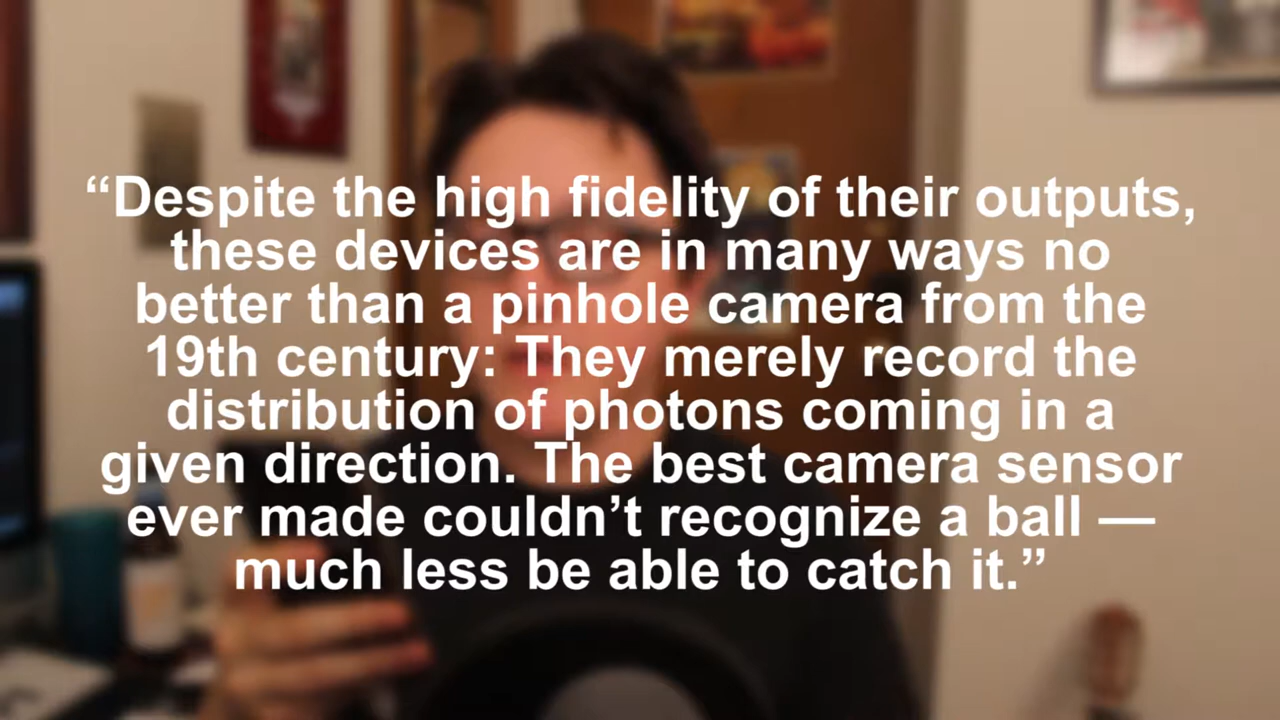 “Despite the high fidelity of their outputs,
these devices are in many ways no
better than a pinhole camera from the
19th century: They merely record the
distribution of photons coming in a
given direction. The best camera sensor
ever made couldn’t recognize a ball —
much less be able to catch it.”